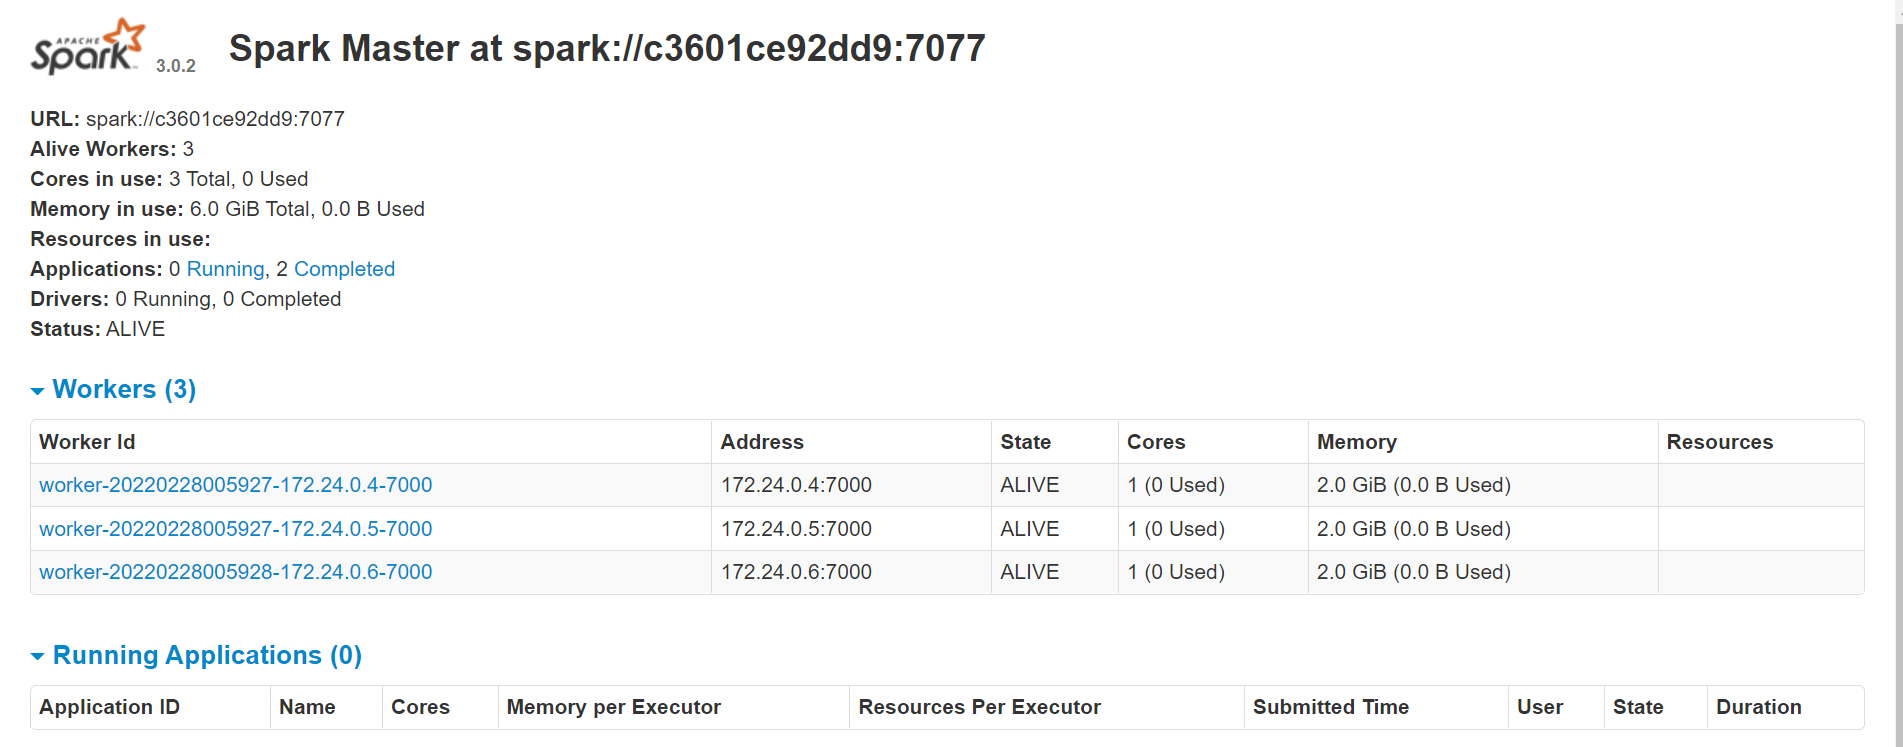 APACHE
Spark 3.0.2 Spark Master at spark://c3601ce92dd9:7077
URL: spark://c3601ce92dd9:7077
Alive Workers: 3
Cores in use: 3 Total, 0 Used
Memory in use: 6.0 GiB Total, 0.0 B Used
Resources in use:
Applications: 0 Running, 2 Completed
Drivers: 0 Running, 0 Completed
Status: ALIVE
Workers (3)
Worker Id Address State Cores Memory Resources
worker-20220228005927-172.24.0.4-7000 172.24.0.4:7000 ALIVE 1 (0 Used) 2.0 GiB (0.0 B Used)
worker-20220228005927-172.24.0.5-7000 172.24.0.5:7000 ALIVE 1 (0 Used) 2.0 GiB (0.0 B Used)
worker-20220228005928-172.24.0.6-7000 172.24.0.6:7000 ALIVE 1 (0 Used) 2.0 GiB (0.0 B Used)
Running Applications (0)
Application ID Name Cores Memory per Executor Resources Per Executor Submitted Time User State Duration